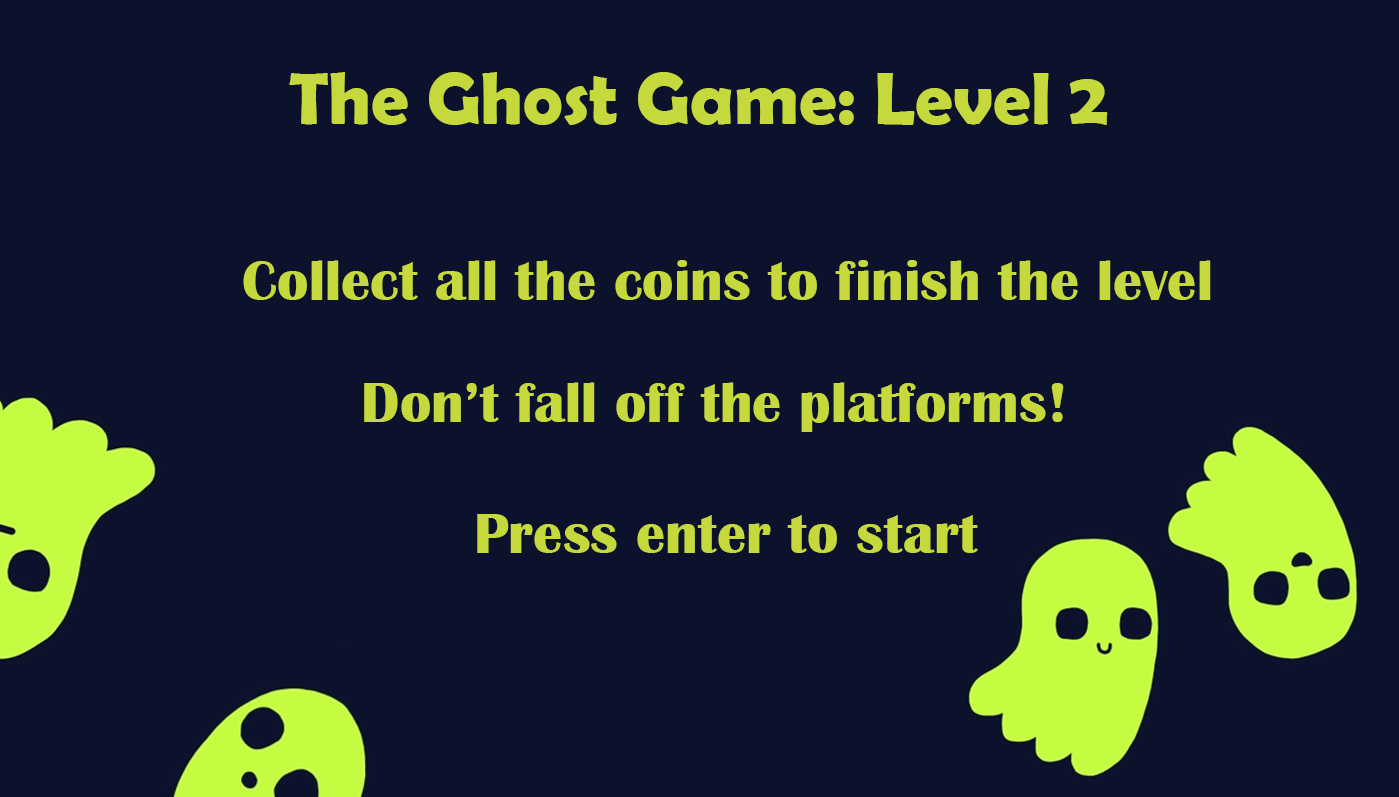 The Ghost Game: Level 2
Collect all the coins to finish the level
Don’t fall off the platforms!
Press enter to start